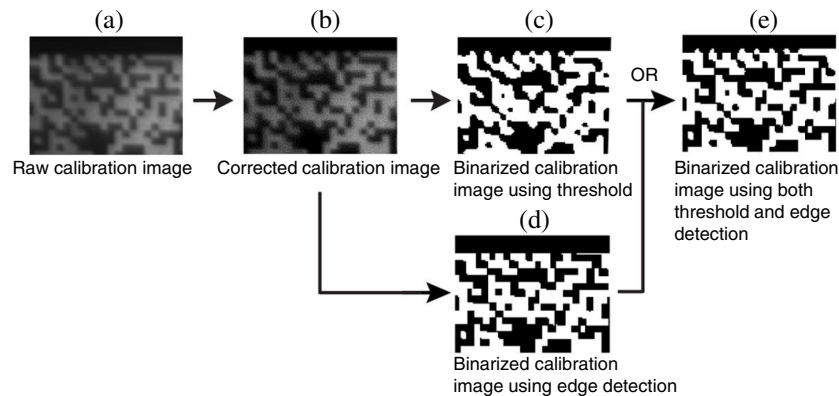 (a)
(b)
(c)
(e)
OR
Raw calibration image
Corrected calibration image
Binarized calibration
image using threshold
Binarized calibration
image using both
threshold and edge
detection
(d)
Binarized calibration
image using edge detection